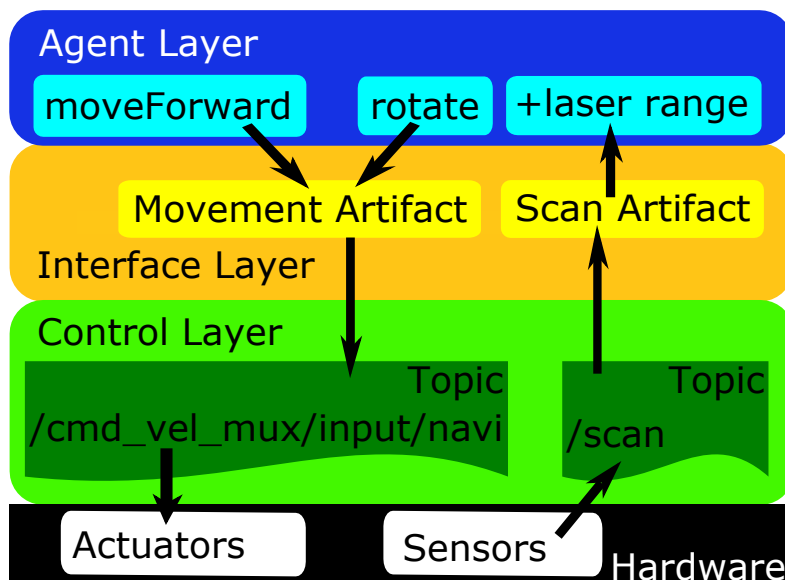 Agent Layer
moveForward
rotate
+laser range
Movement Artifact
Scan Artifact
Interface Layer
Control Layer
Topic
/cmd_vel_mux/input/navi
Topic
/scan
Actuators
Sensors
Hardware